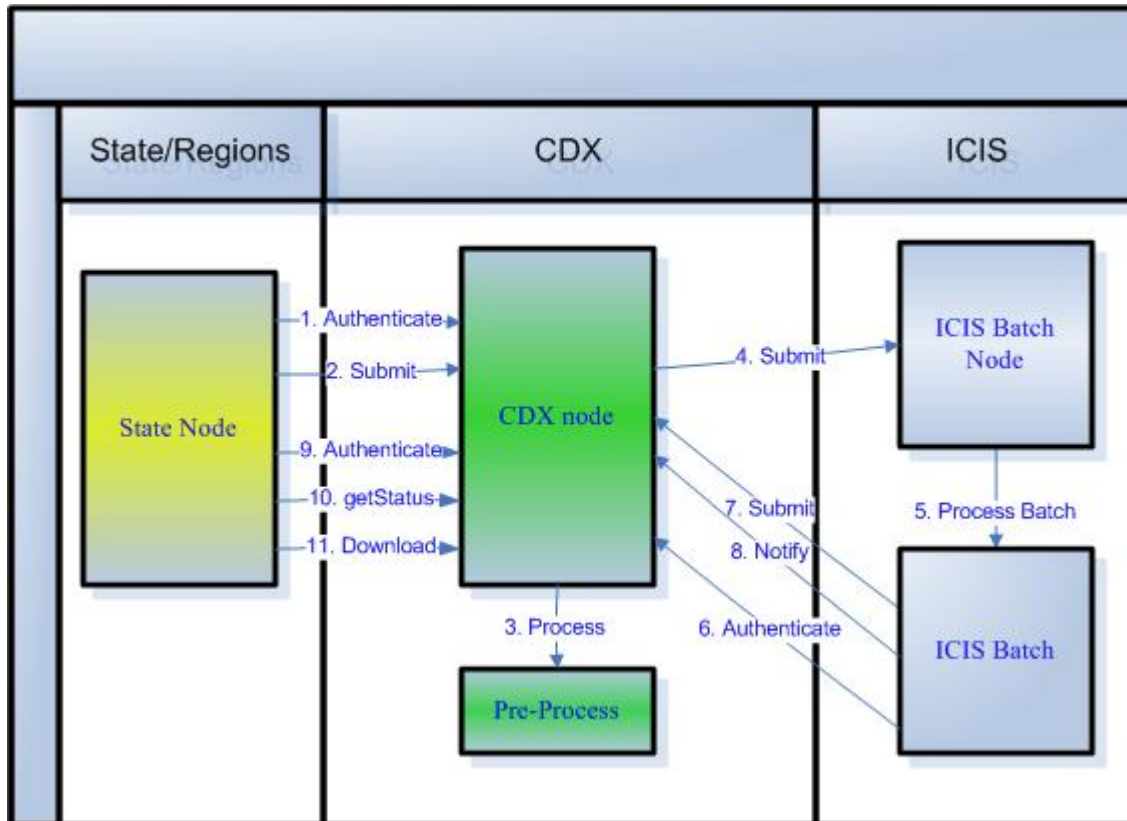 State/Regions
CDX
ICIS
State Node
1. Authenticate
2. Submit
9. Authenticate
10. getStatus
11. Download
CDX node
3. Process
Pre-Process
4. Submit
ICIS Batch
Node
5. Process Batch
7. Submit
8. Notify
6. Authenticate
ICIS Batch